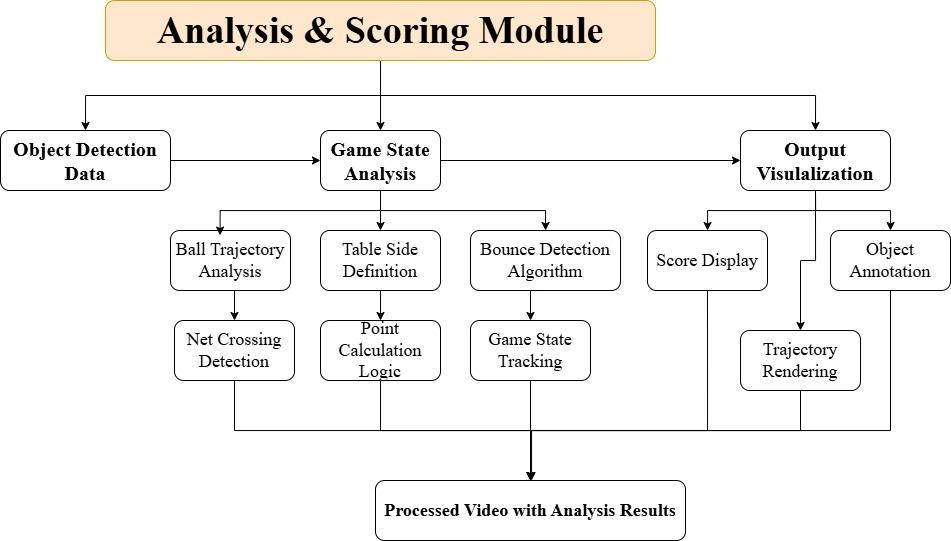 Analysis & Scoring Module
Object Detection
Data
Game State
Analysis
Output
Visulalization
Ball Trajectory
Analysis
Table Side
Definition
Bounce Detection
Algorithm
Score Display
Object
Annotation
Net Crossing
Detection
Point
Calculation
Logic
Game State
Tracking
Trajectory
Rendering
Processed Video with Analysis Results